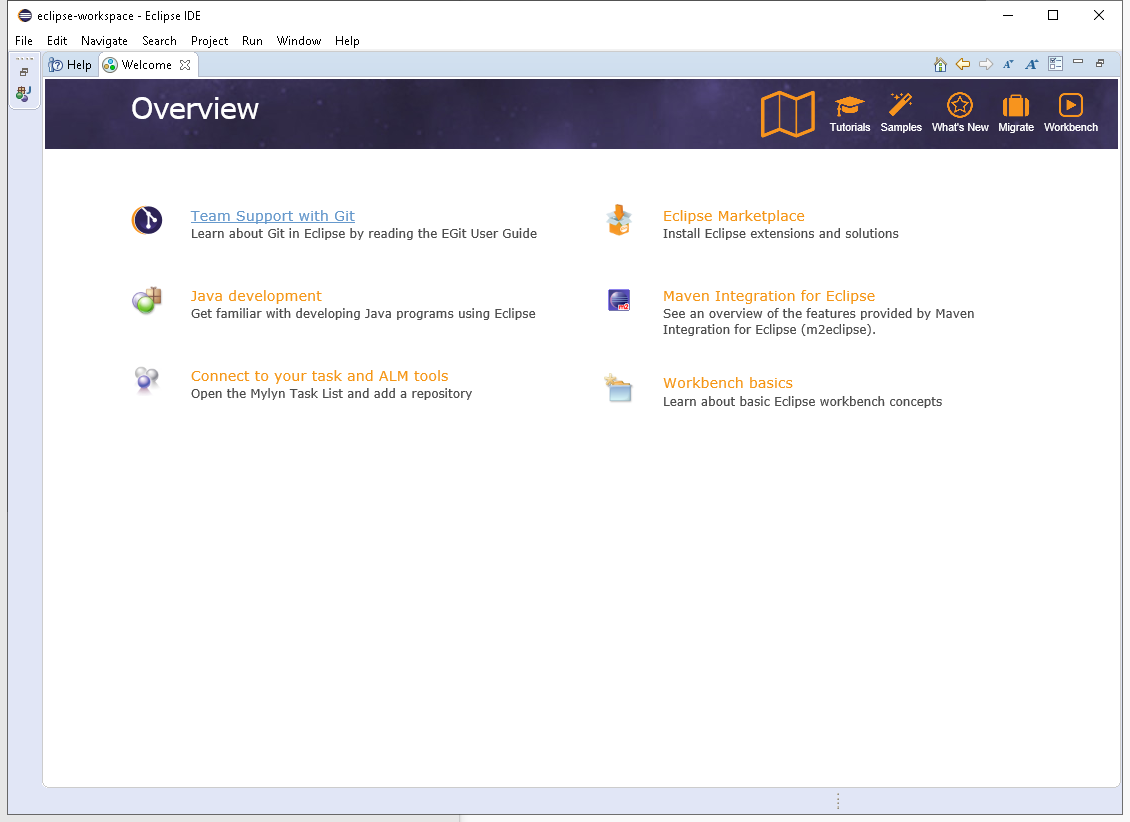 eclipse-workspace - Eclipse IDE
File Edit Navigate Search Project Run Window Help
Help Welcome
Overview
Tutorials Samples What's New Migrate Workbench
Team Support with Git
Learn about Git in Eclipse by reading the EGit User Guide
Eclipse Marketplace
Install Eclipse extensions and solutions
Java development
Get familiar with developing Java programs using Eclipse
Maven Integration for Eclipse
See an overview of the features provided by Maven
Integration for Eclipse (m2eclipse).
m2
Connect to your task and ALM tools
Open the Mylyn Task List and add a repository
Workbench basics
Learn about basic Eclipse workbench concepts